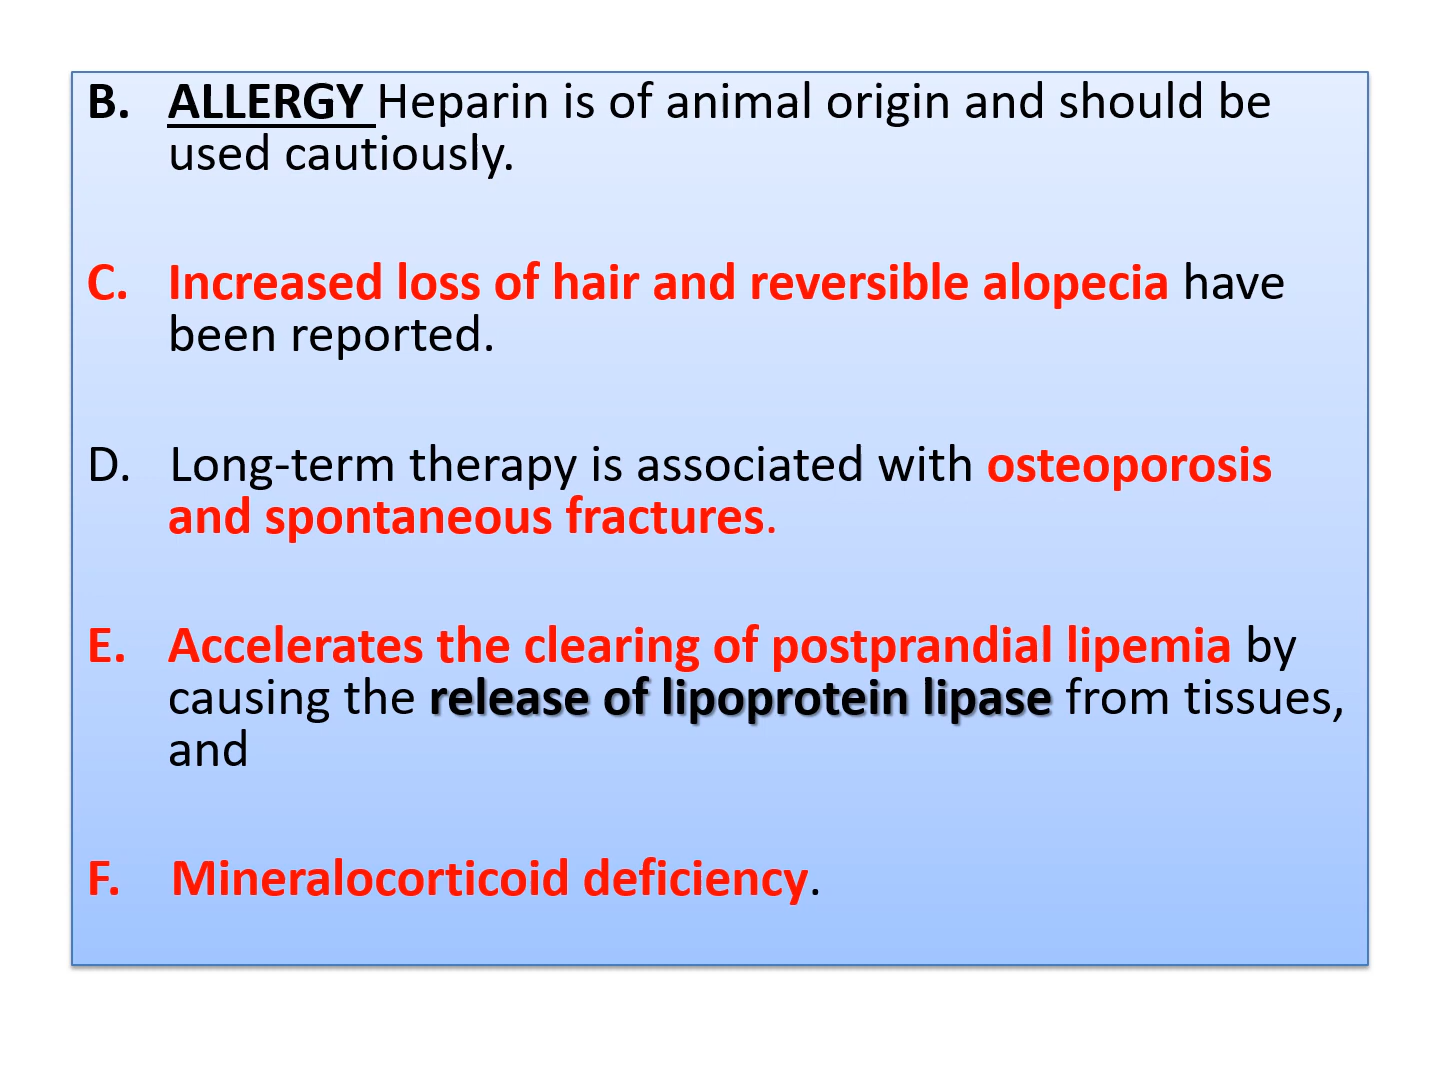 B. ALLERGY Heparin is of animal origin and should be
used cautiously.
C. Increased loss of hair and reversible alopecia have
been reported.
D. Long-term therapy is associated with osteoporosis
and spontaneous fractures.
E. Accelerates the clearing of postprandial lipemia by
causing the release of lipoprotein lipase from tissues,
and
F. Mineralocorticoid deficiency.